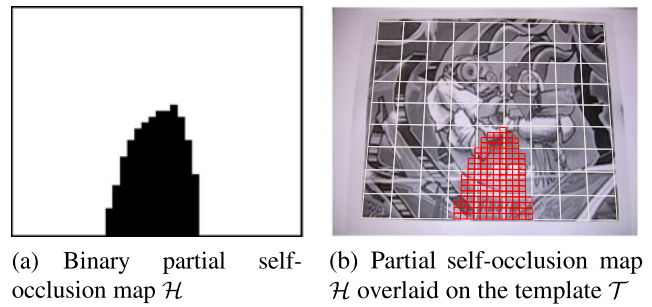 (a) Binary partial self-
occlusion map ℋ
(b) Partial self-occlusion map
ℋ overlaid on the template 𝒯